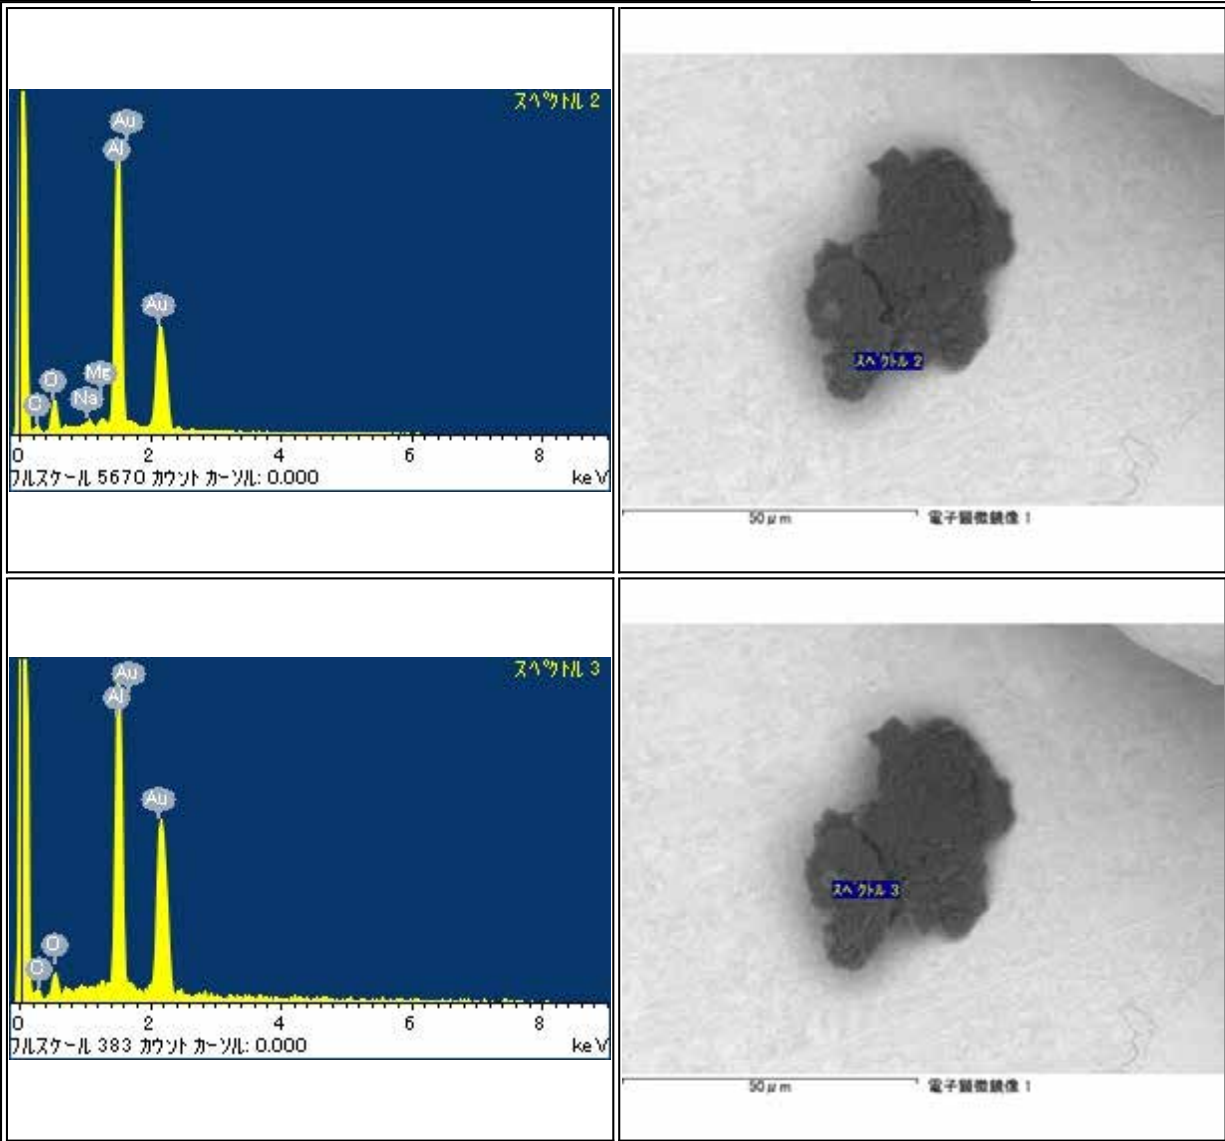 スペクトル 2
Au
Al
Au
Mg
O
Na
C
0 2 4 6 8
フルスケール 5670 カウント カーソル: 0.000 keV
スペクトル 2
50μm 電子顕微鏡像 1
スペクトル 3
Au
Al
Au
O
C
0 2 4 6 8
フルスケール 383 カウント カーソル: 0.000 keV
スペクトル 3
50μm 電子顕微鏡像 1